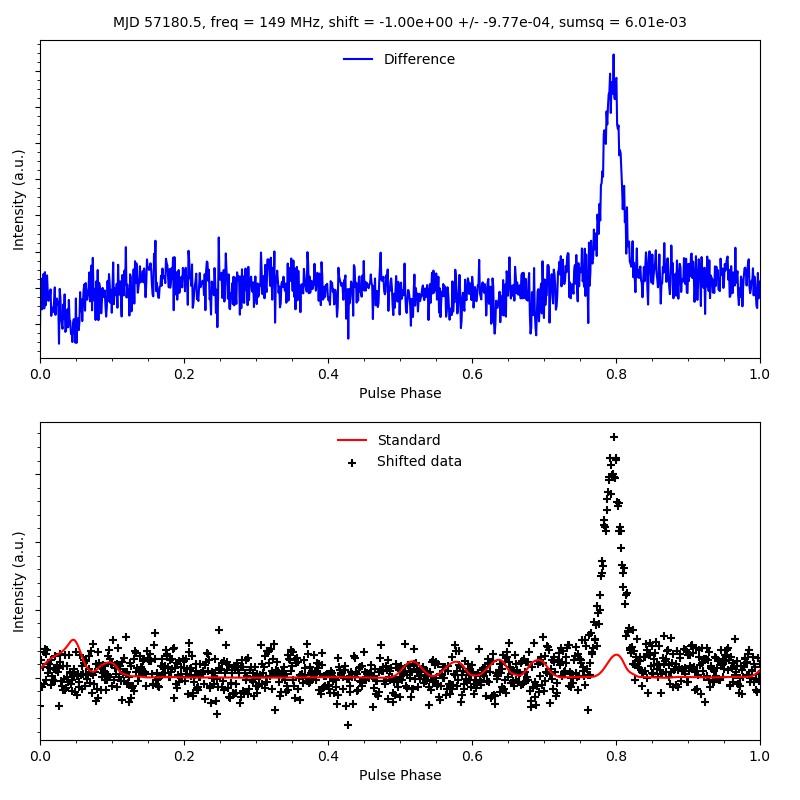 MJD 57180.5, freq = 149 MHz, shift = -1.00e+00 +/- -9.77e-04, sumsq = 6.01e-03
Difference
Intensity (a.u.)
0.0 0.2 0.4 0.6 0.8 1.0
Pulse Phase
Standard
Shifted data
Intensity (a.u.)
0.0 0.2 0.4 0.6 0.8 1.0
Pulse Phase